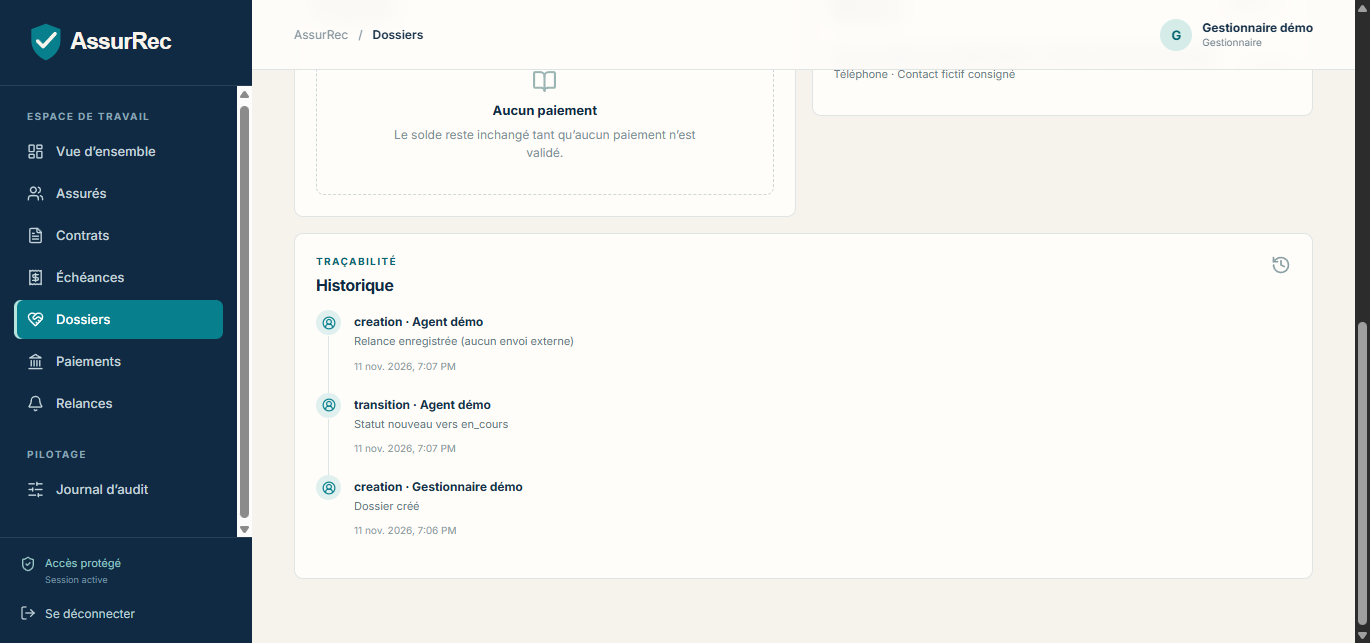 AssurRec
ESPACE DE TRAVAIL
Vue d’ensemble
Assurés
Contrats
Échéances
Dossiers
Paiements
Relances
PILOTAGE
Journal d’audit
Accès protégé
Session active
Se déconnecter
AssurRec / Dossiers
G
Gestionnaire démo
Gestionnaire
Aucun paiement
Le solde reste inchangé tant qu’aucun paiement n’est
validé.
Téléphone · Contact fictif consigné
TRAÇABILITÉ
Historique
creation · Agent démo
Relance enregistrée (aucun envoi externe)
11 nov. 2026, 7:07 PM
transition · Agent démo
Statut nouveau vers en_cours
11 nov. 2026, 7:07 PM
creation · Gestionnaire démo
Dossier créé
11 nov. 2026, 7:06 PM